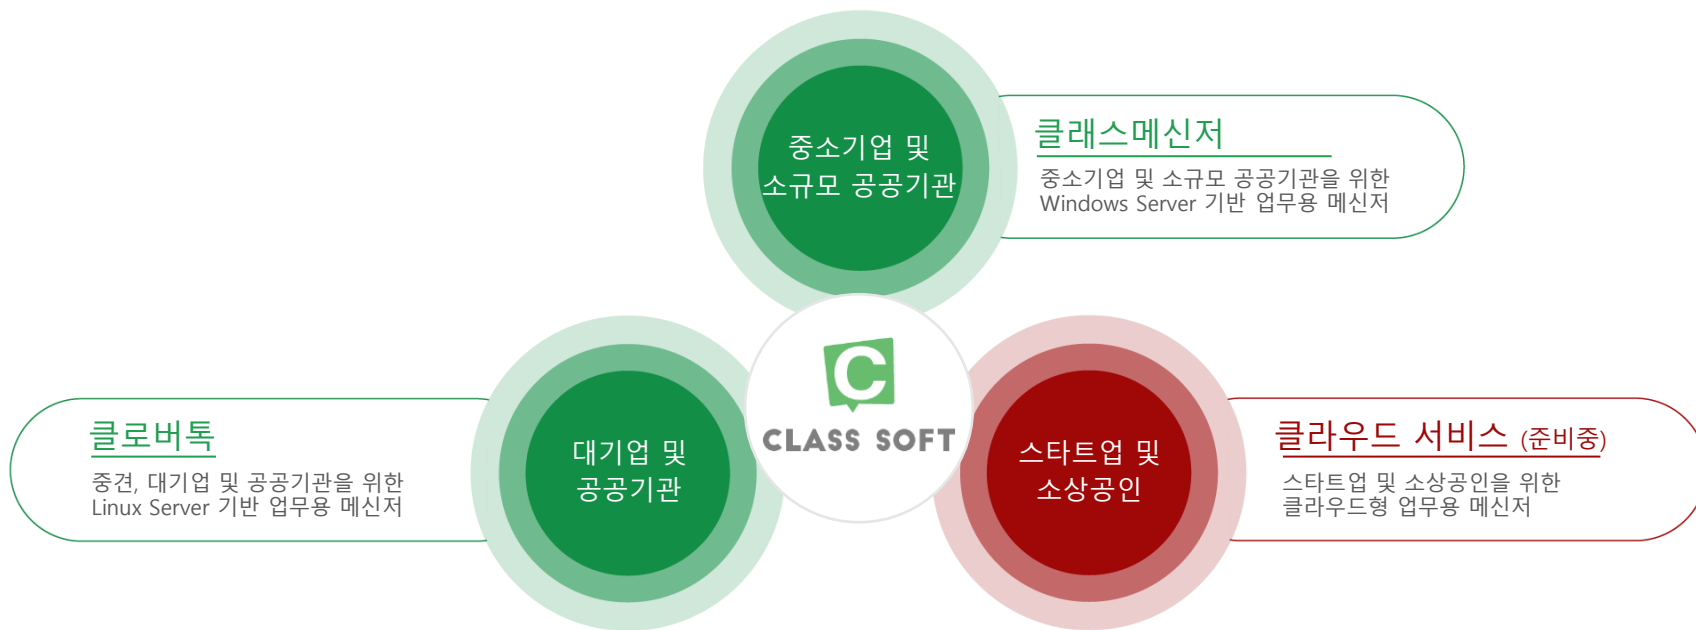 중소기업 및
소규모 공공기관
클래스메신저
중소기업 및 소규모 공공기관을 위한
Windows Server 기반 업무용 메신저
클로버톡
중견, 대기업 및 공공기관을 위한
Linux Server 기반 업무용 메신저
대기업 및
공공기관
C
CLASS SOFT
스타트업 및
소상공인
클라우드 서비스 (준비중)
스타트업 및 소상공인을 위한
클라우드형 업무용 메신저